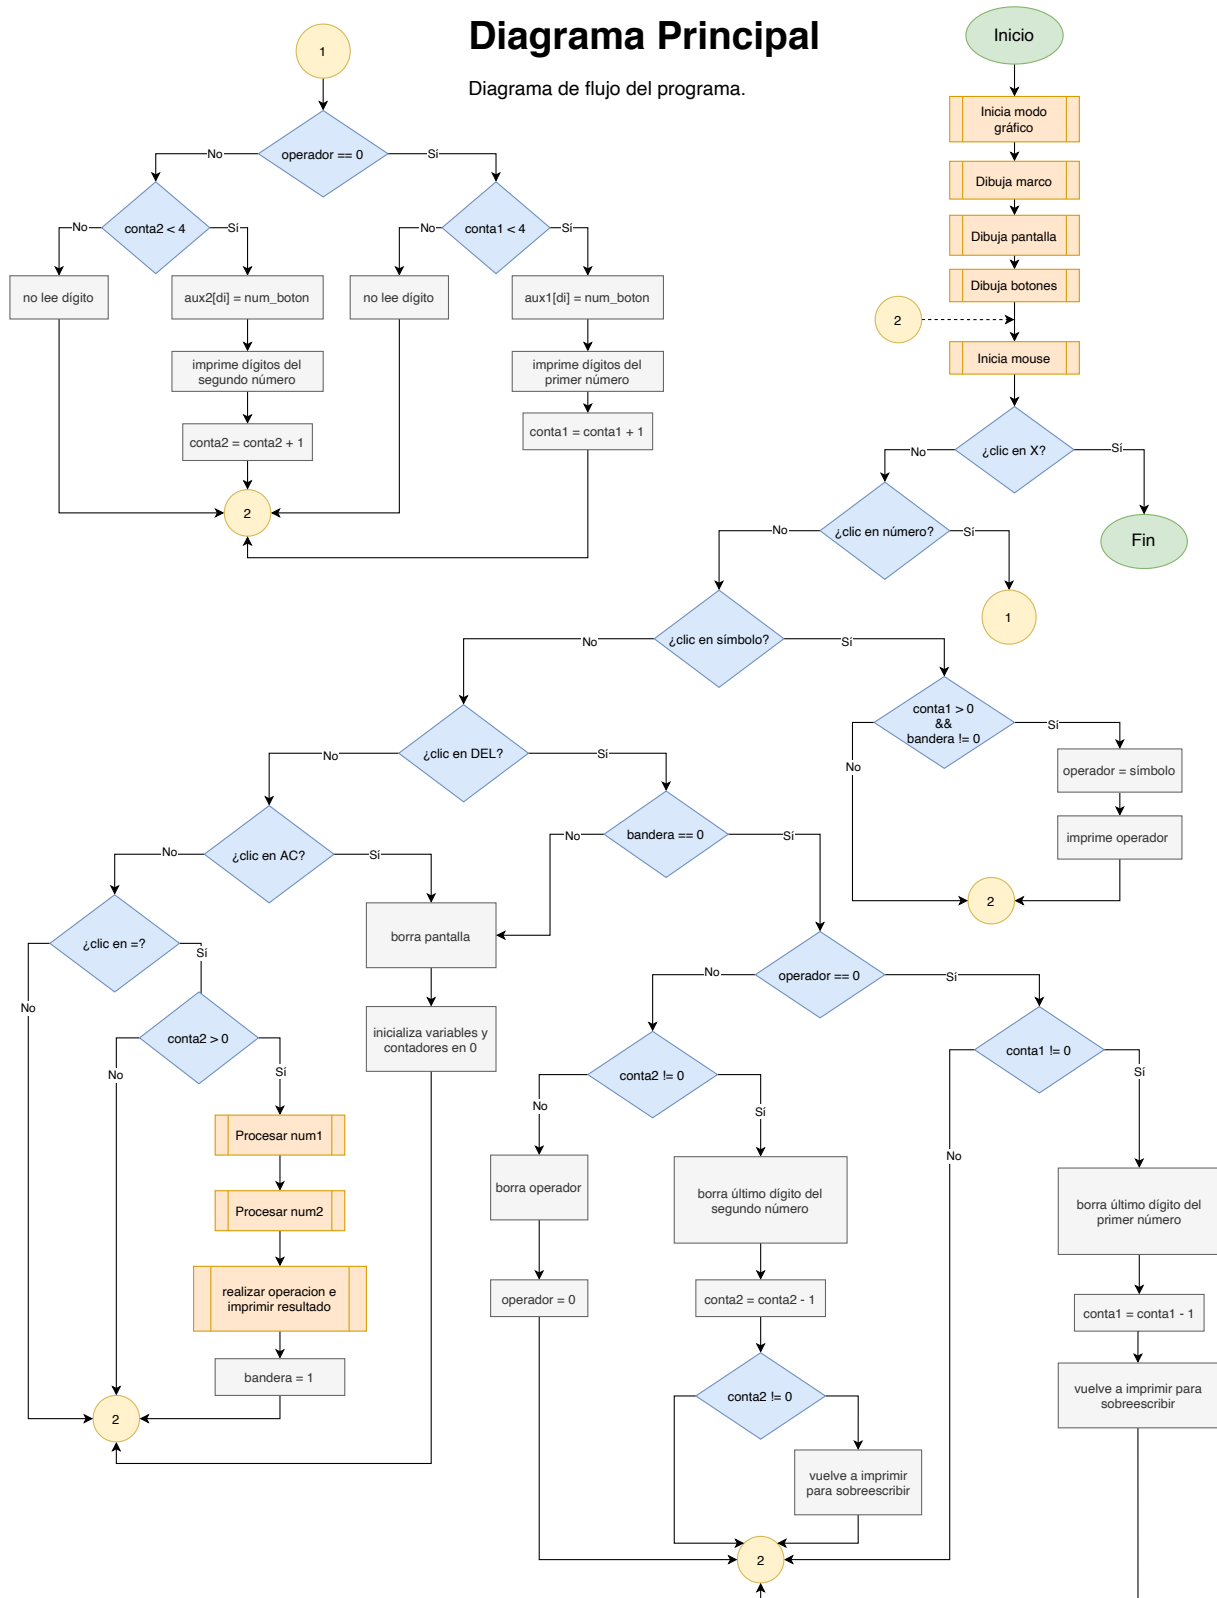 Diagrama Principal
Diagrama de flujo del programa.
1
operador == 0
No
Sí
conta2 < 4
No
Sí
conta1 < 4
No
Sí
no lee dígito
aux2[di] = num_boton
no lee dígito
aux1[di] = num_boton
imprime dígitos del
segundo número
imprime dígitos del
primer número
conta2 = conta2 + 1
conta1 = conta1 + 1
2
Inicio
Inicia modo
gráfico
Dibuja marco
Dibuja pantalla
Dibuja botones
2
Inicia mouse
¿clic en X?
No
Sí
Fin
¿clic en número?
No
Sí
1
¿clic en símbolo?
No
Sí
conta1 > 0
&&
bandera != 0
Sí
No
operador = símbolo
imprime operador
2
¿clic en DEL?
No
Sí
bandera == 0
No
Sí
¿clic en AC?
No
Sí
borra pantalla
inicializa variables y
contadores en 0
¿clic en =?
No
Sí
conta2 > 0
No
Sí
Procesar num1
Procesar num2
realizar operacion e
imprimir resultado
bandera = 1
2
operador == 0
No
Sí
conta2 != 0
No
Sí
conta1 != 0
No
Sí
borra operador
operador = 0
borra último dígito del
segundo número
conta2 = conta2 - 1
conta2 != 0
vuelve a imprimir
para sobreescribir
borra último dígito del
primer número
conta1 = conta1 - 1
vuelve a imprimir para
sobreescribir
2